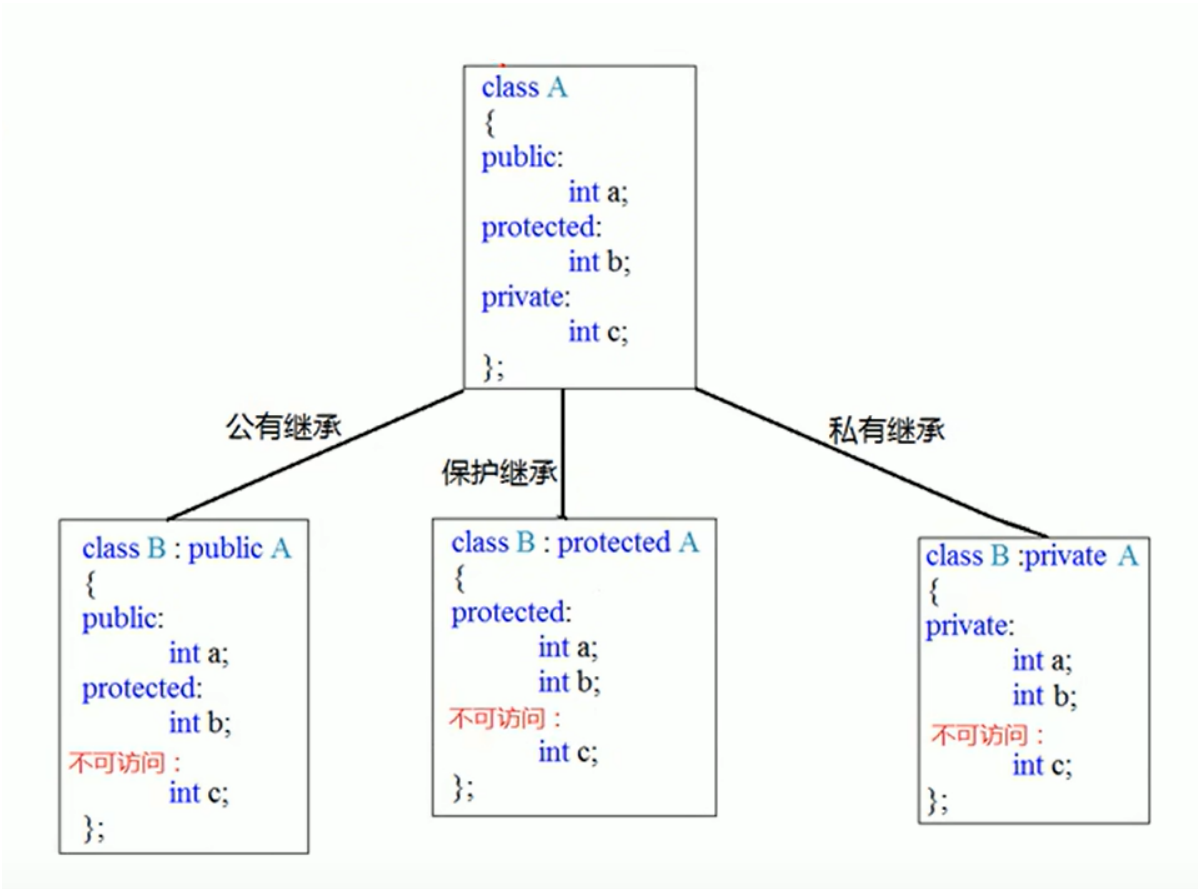 class A
{
public:
int a;
protected:
int b;
private:
int c;
};
公有继承
保护继承
私有继承
class B : public A
{
public:
int a;
protected:
int b;
不可访问：
int c;
};
class B : protected A
{
protected:
int a;
int b;
不可访问：
int c;
};
class B :private A
{
private:
int a;
int b;
不可访问：
int c;
};